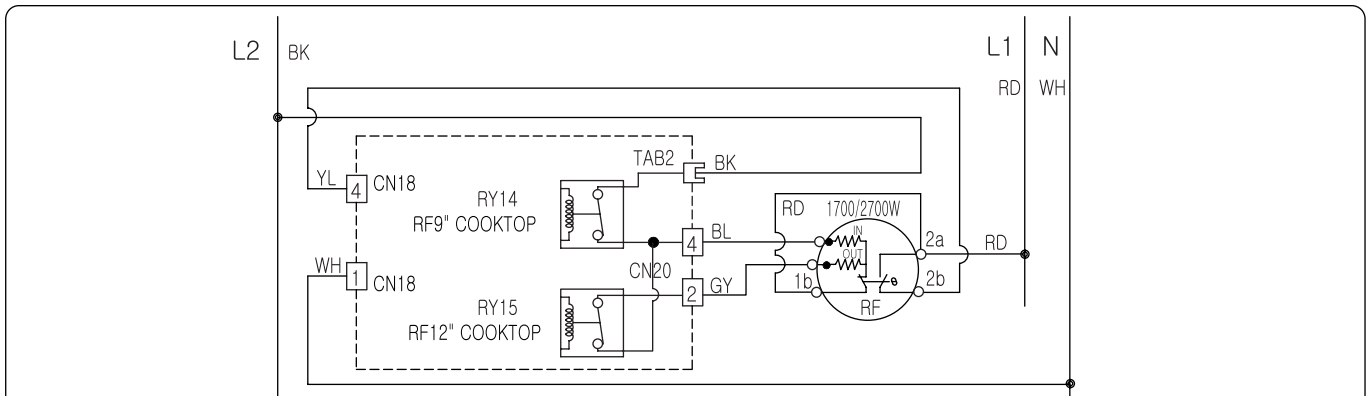 L2 BK L1 N
RD WH
TAB2 BK
YL 4 CN18
RY14
RF9" COOKTOP
RD 1700/2700W
IN
4 BL
2a RD
OUT
WH 1 CN18
CN20
2 GY
1b θ 2b
RF
RY15
RF12" COOKTOP